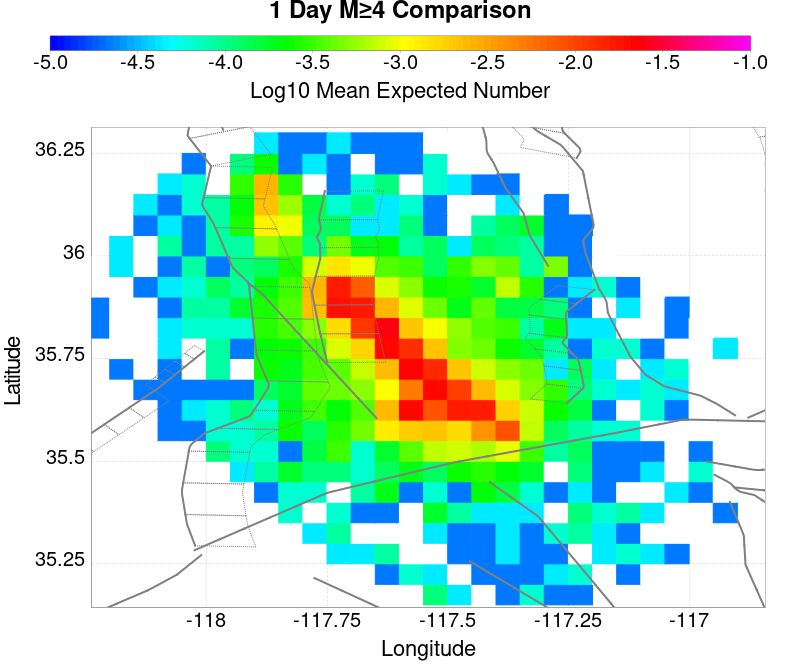 1 Day M≥4 Comparison
-5.0 -4.5 -4.0 -3.5 -3.0 -2.5 -2.0 -1.5 -1.0
Log10 Mean Expected Number
36.25
36
35.75
35.5
35.25
Latitude
-118 -117.75 -117.5 -117.25 -117
Longitude